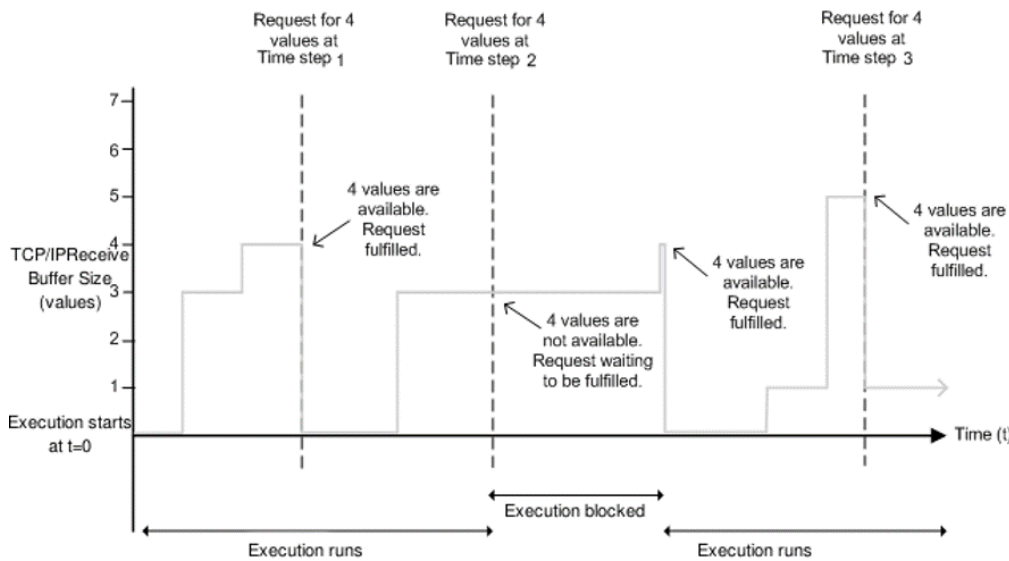 Request for 4
values at
Time step 1
Request for 4
values at
Time step 2
Request for 4
values at
Time step 3
7
6
5
4
3
2
1
TCP/IPReceive
Buffer Size
(values)
Execution starts
at t=0
4 values are
available.
Request
fulfilled.
4 values are
not available.
Request waiting
to be fulfilled.
4 values are
available.
Request
fulfilled.
4 values are
available.
Request
fulfilled.
Time (t)
Execution blocked
Execution runs
Execution runs